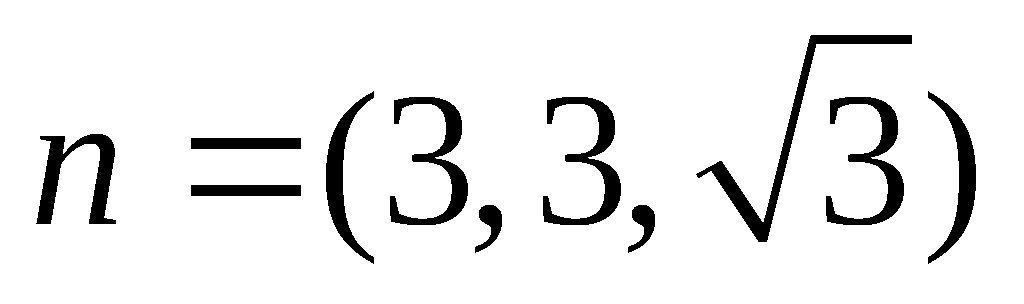 n = (3, 3, √3)